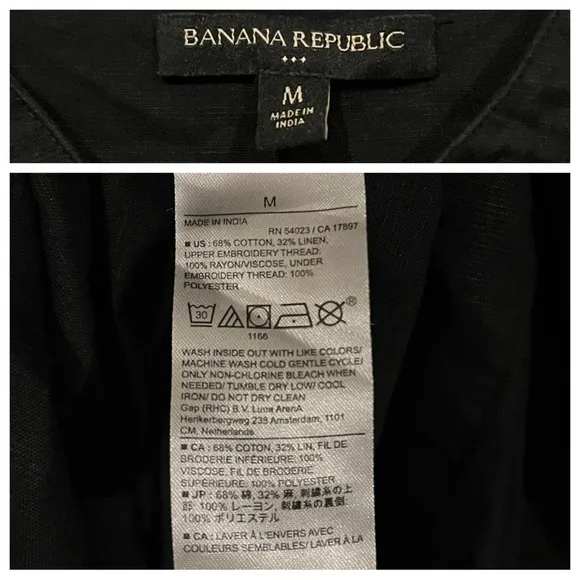 BANANA REPUBLIC
M
MADE IN
INDIA
M
MADE IN INDIA
RN 54023 / CA 17897
■ US : 68% COTTON, 32% LINEN,
UPPER EMBROIDERY THREAD:
100% RAYON/VISCOSE, UNDER
EMBROIDERY THREAD: 100%
POLYESTER
30
®
1166
WASH INSIDE OUT WITH LIKE COLORS/
MACHINE WASH COLD GENTLE CYCLE/
ONLY NON-CHLORINE BLEACH WHEN
NEEDED/ TUMBLE DRY LOW/ COOL
IRON/ DO NOT DRY CLEAN
Gap (RHC) B.V. Luna ArenA
Herikerbergweg 238 Amsterdam, 1101
CM, Netherlands
■ CA : 68% COTTON, 32% LIN, FIL DE
BRODERIE INFÉRIEURE: 100%
VISCOSE, FIL DE BRODERIE
SUPÉRIEURE: 100% POLYESTER
■ JP : 68% 綿, 32% 麻, 刺繍糸の上
部: 100% レーヨン, 刺繍糸の裏側:
100% ポリエステル
■ CA : LAVER À L'ENVERS AVEC
COULEURS SEMBLABLES/ LAVER À LA